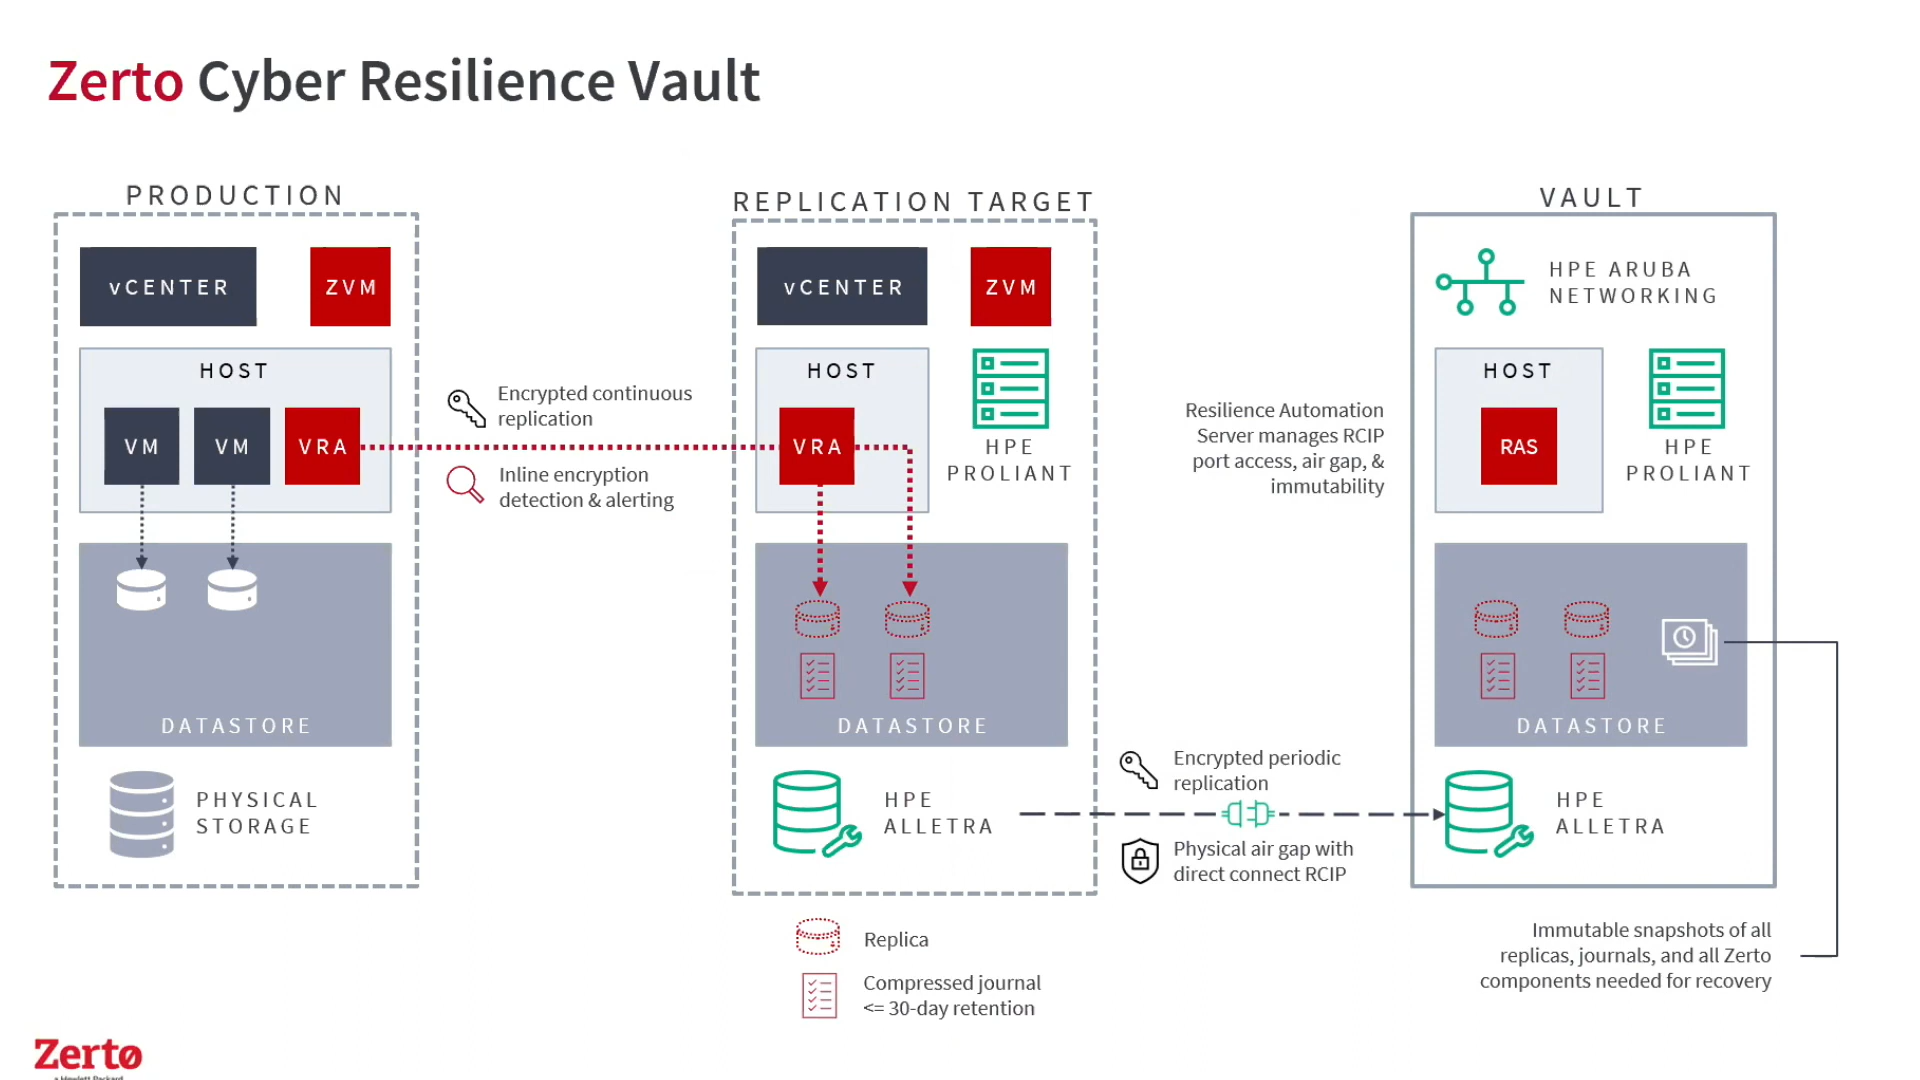 Zerto Cyber Resilience Vault
PRODUCTION
vCENTER
ZVM
HOST
VM
VM
VRA
DATASTORE
PHYSICAL
STORAGE
Encrypted continuous
replication
Inline encryption
detection & alerting
REPLICATION TARGET
vCENTER
ZVM
HOST
VRA
HPE
PROLIANT
DATASTORE
HPE
ALLETRA
Replica
Compressed journal
<= 30-day retention
Resilience Automation
Server manages RCIP
port access, air gap, &
immutability
Encrypted periodic
replication
Physical air gap with
direct connect RCIP
VAULT
HPE ARUBA
NETWORKING
HOST
RAS
HPE
PROLIANT
DATASTORE
HPE
ALLETRA
Immutable snapshots of all
replicas, journals, and all Zerto
components needed for recovery
Zerto
a Hewlett Packard